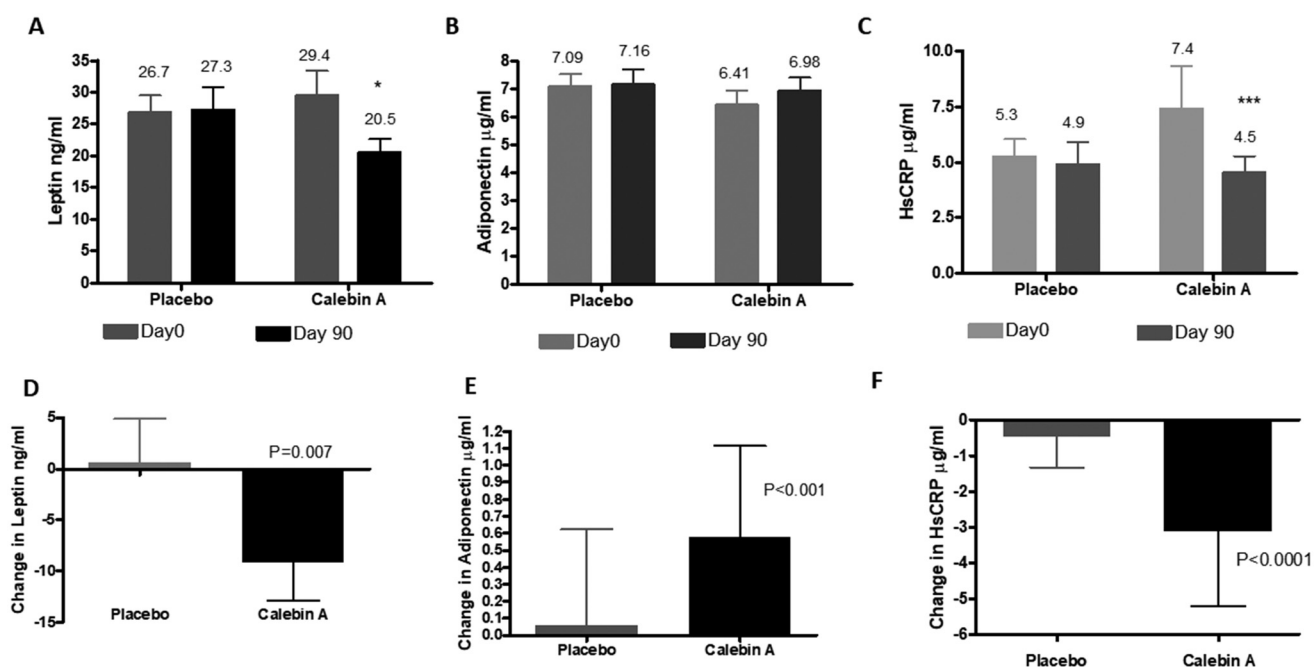 A
Leptin ng/ml
35
30
25
20
15
10
5
0
26.7
27.3
29.4
*
20.5
Placebo
Calebin A
Day0
Day 90
B
Adiponectin µg/ml
8
7
6
5
4
3
2
1
0
7.09
7.16
6.41
6.98
Placebo
Calebin A
Day0
Day 90
C
HsCRP µg/ml
10.0
7.5
5.0
2.5
0.0
5.3
4.9
7.4
***
4.5
Placebo
Calebin A
Day0
Day 90
D
Change in Leptin ng/ml
5
0
-5
-10
-15
P=0.007
Placebo
Calebin A
E
Change in Adiponectin µg/ml
1.2
1.1
1.0
0.9
0.8
0.7
0.6
0.5
0.4
0.3
0.2
0.1
0.0
P<0.001
Placebo
Calebin A
F
Change in HsCRP µg/ml
0
-1
-2
-3
-4
-5
-6
P<0.0001
Placebo
Calebin A